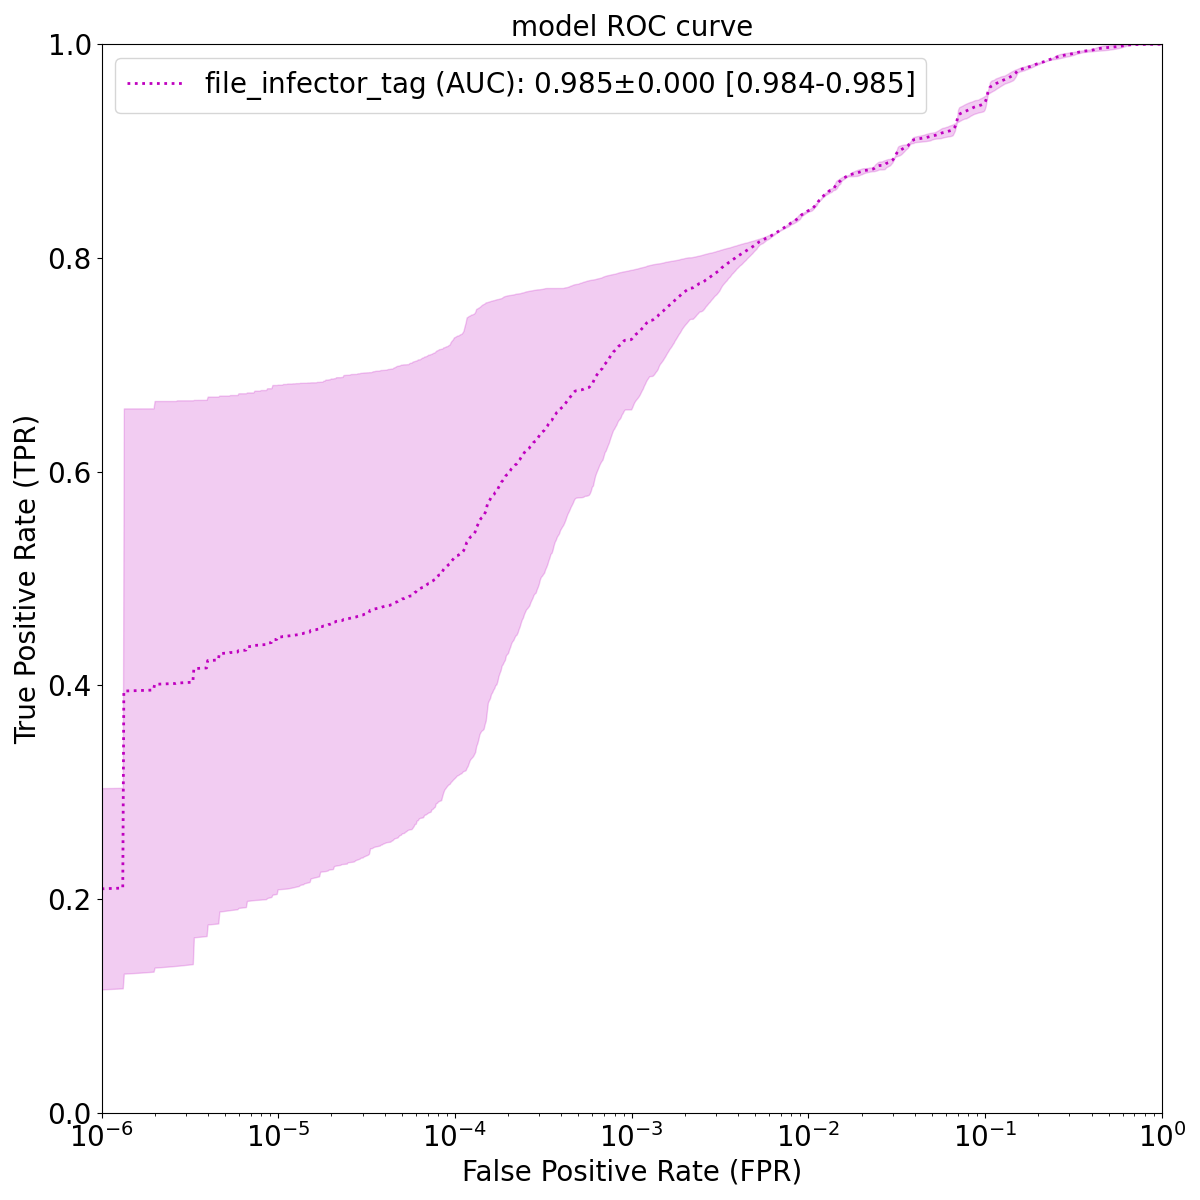 model ROC curve
file_infector_tag (AUC): 0.985±0.000 [0.984-0.985]
True Positive Rate (TPR)
1.0
0.8
0.6
0.4
0.2
0.0
10⁻⁶ 10⁻⁵ 10⁻⁴ 10⁻³ 10⁻² 10⁻¹ 10⁰
False Positive Rate (FPR)